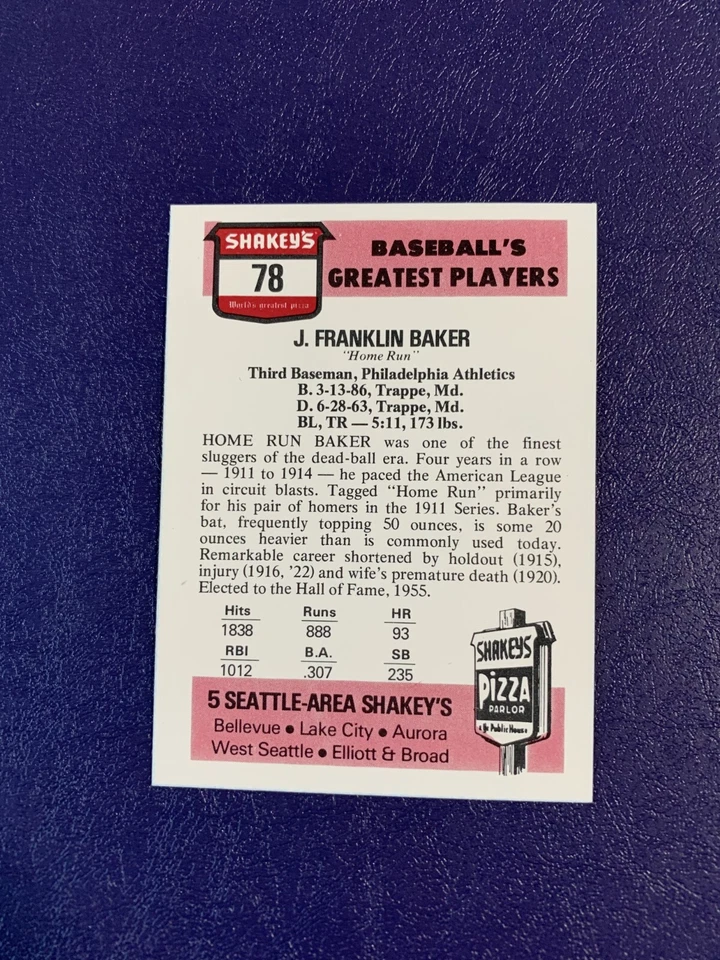 SHAKEY'S
78
World's greatest pizza
BASEBALL'S
GREATEST PLAYERS
J. FRANKLIN BAKER
"Home Run"
Third Baseman, Philadelphia Athletics
B. 3-13-86, Trappe, Md.
D. 6-28-63, Trappe, Md.
BL, TR — 5:11, 173 lbs.
HOME RUN BAKER was one of the finest
sluggers of the dead-ball era. Four years in a row
— 1911 to 1914 — he paced the American League
in circuit blasts. Tagged "Home Run" primarily
for his pair of homers in the 1911 Series. Baker's
bat, frequently topping 50 ounces, is some 20
ounces heavier than is commonly used today.
Remarkable career shortened by holdout (1915),
injury (1916, '22) and wife's premature death (1920).
Elected to the Hall of Fame, 1955.
Hits Runs HR
1838 888 93
RBI B.A. SB
1012 .307 235
SHAKEYS
PIZZA
PARLOR
& Ye Public House
5 SEATTLE-AREA SHAKEY'S
Bellevue ● Lake City ● Aurora
West Seattle ● Elliott & Broad